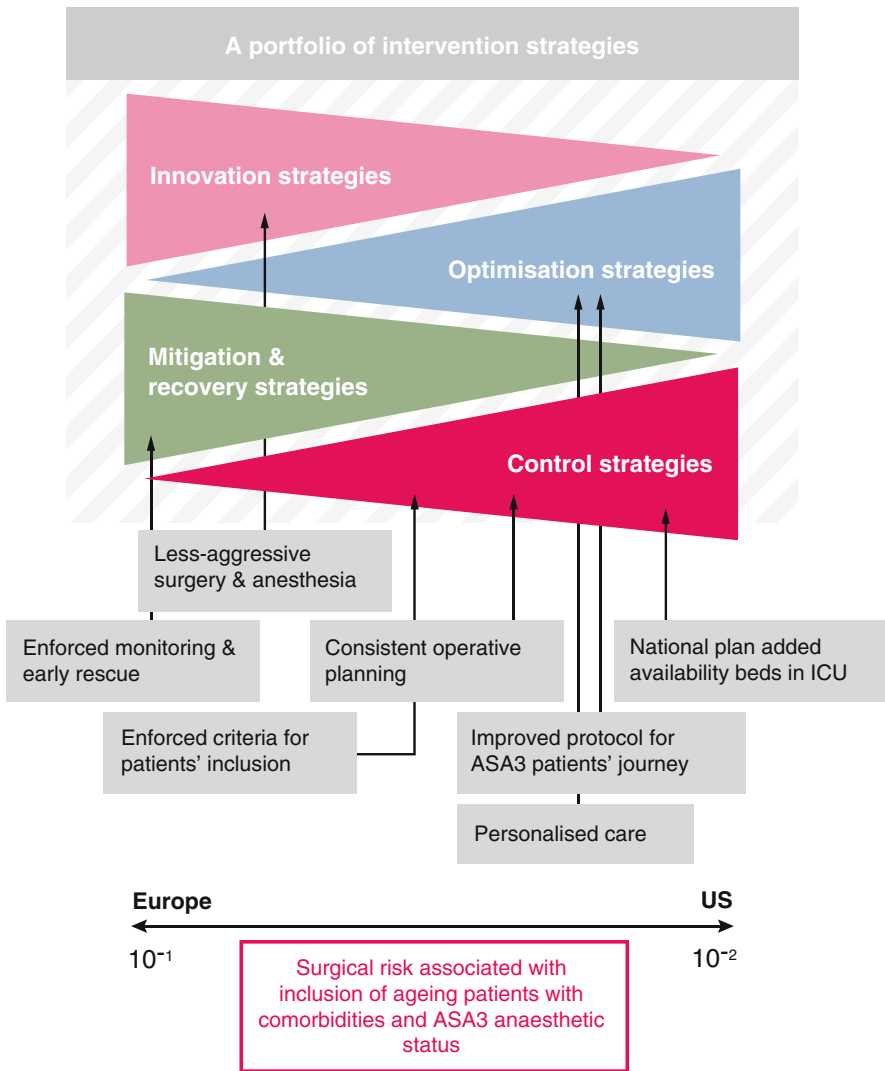 A portfolio of intervention strategies
Innovation strategies
Optimisation strategies
Mitigation &
recovery strategies
Control strategies
Less-aggressive
surgery & anesthesia
Enforced monitoring &
early rescue
Consistent operative
planning
National plan added
availability beds in ICU
Enforced criteria for
patients’ inclusion
Improved protocol for
ASA3 patients’ journey
Personalised care
Europe
US
10⁻¹
10⁻²
Surgical risk associated with
inclusion of ageing patients with
comorbidities and ASA3 anaesthetic
status